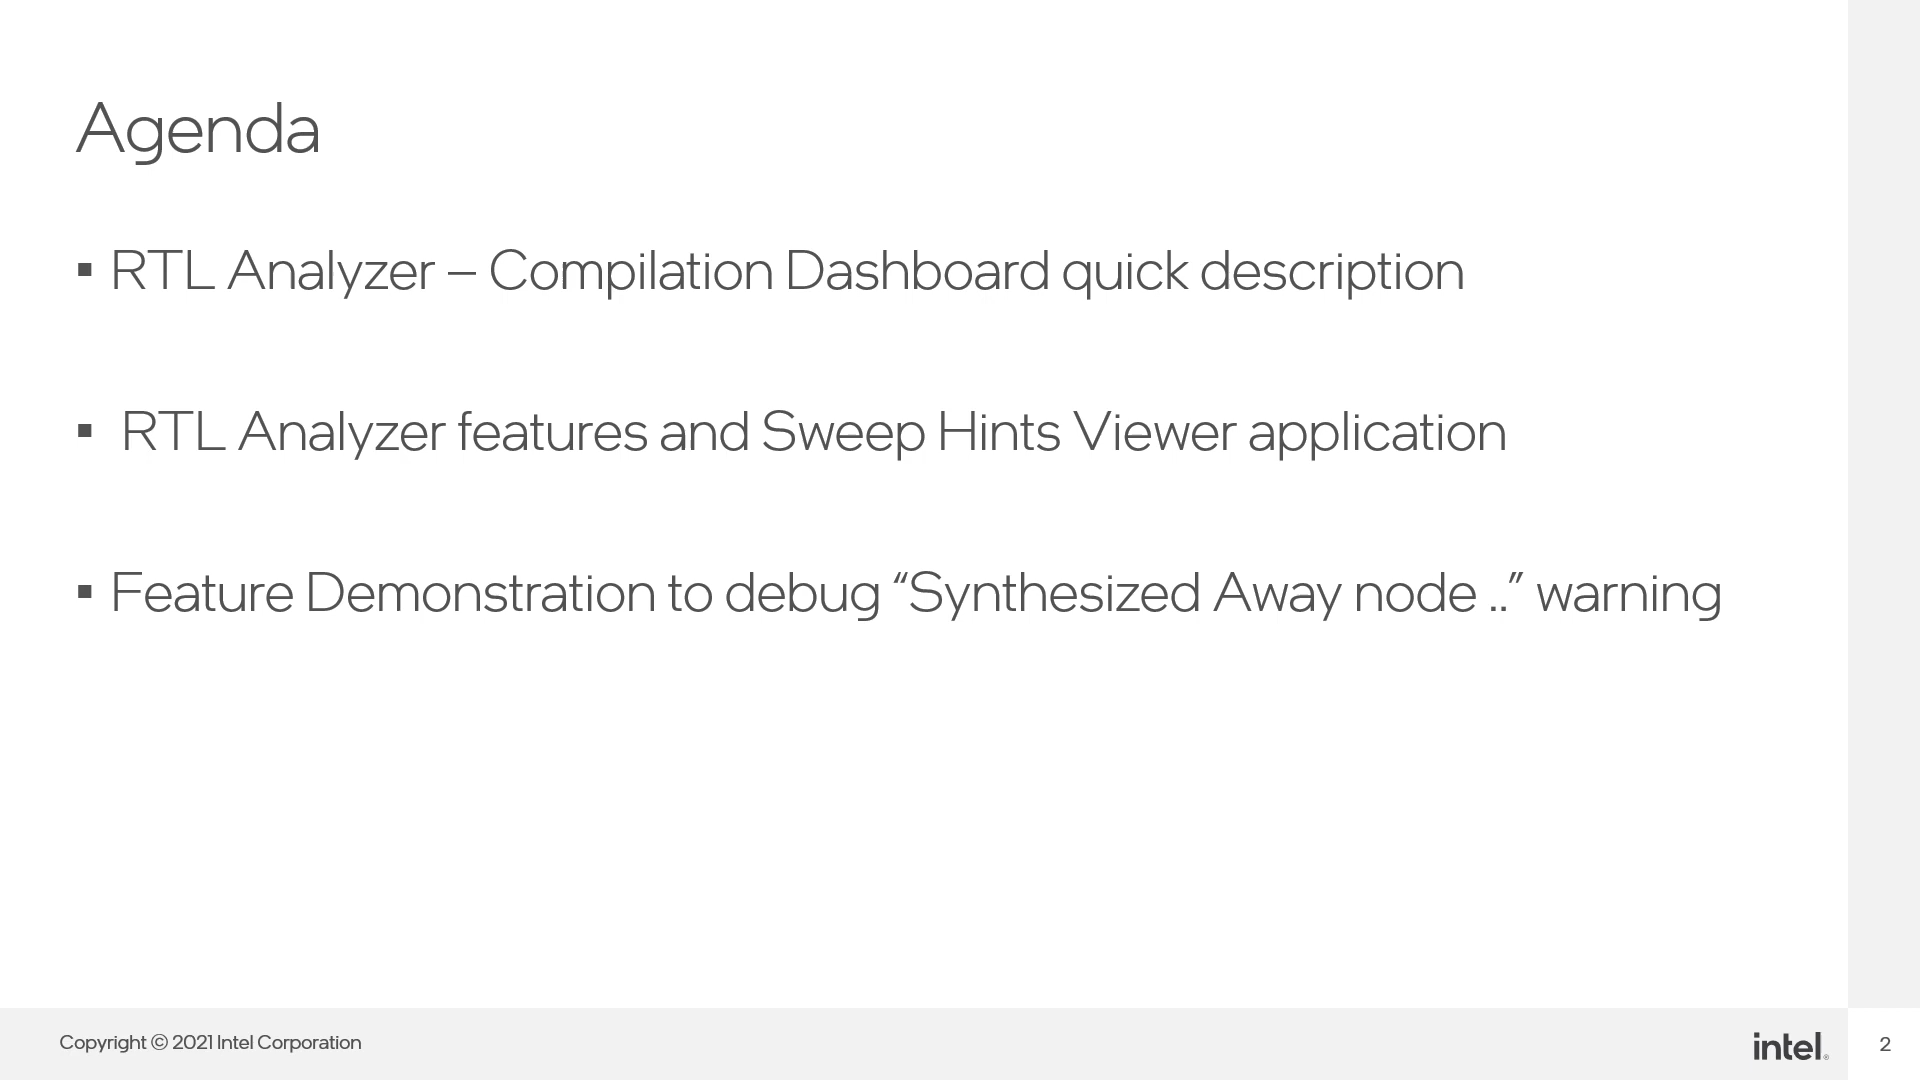 Agenda
▪ RTL Analyzer – Compilation Dashboard quick description
▪ RTL Analyzer features and Sweep Hints Viewer application
▪ Feature Demonstration to debug “Synthesized Away node ..” warning
Copyright © 2021 Intel Corporation
intel®
2